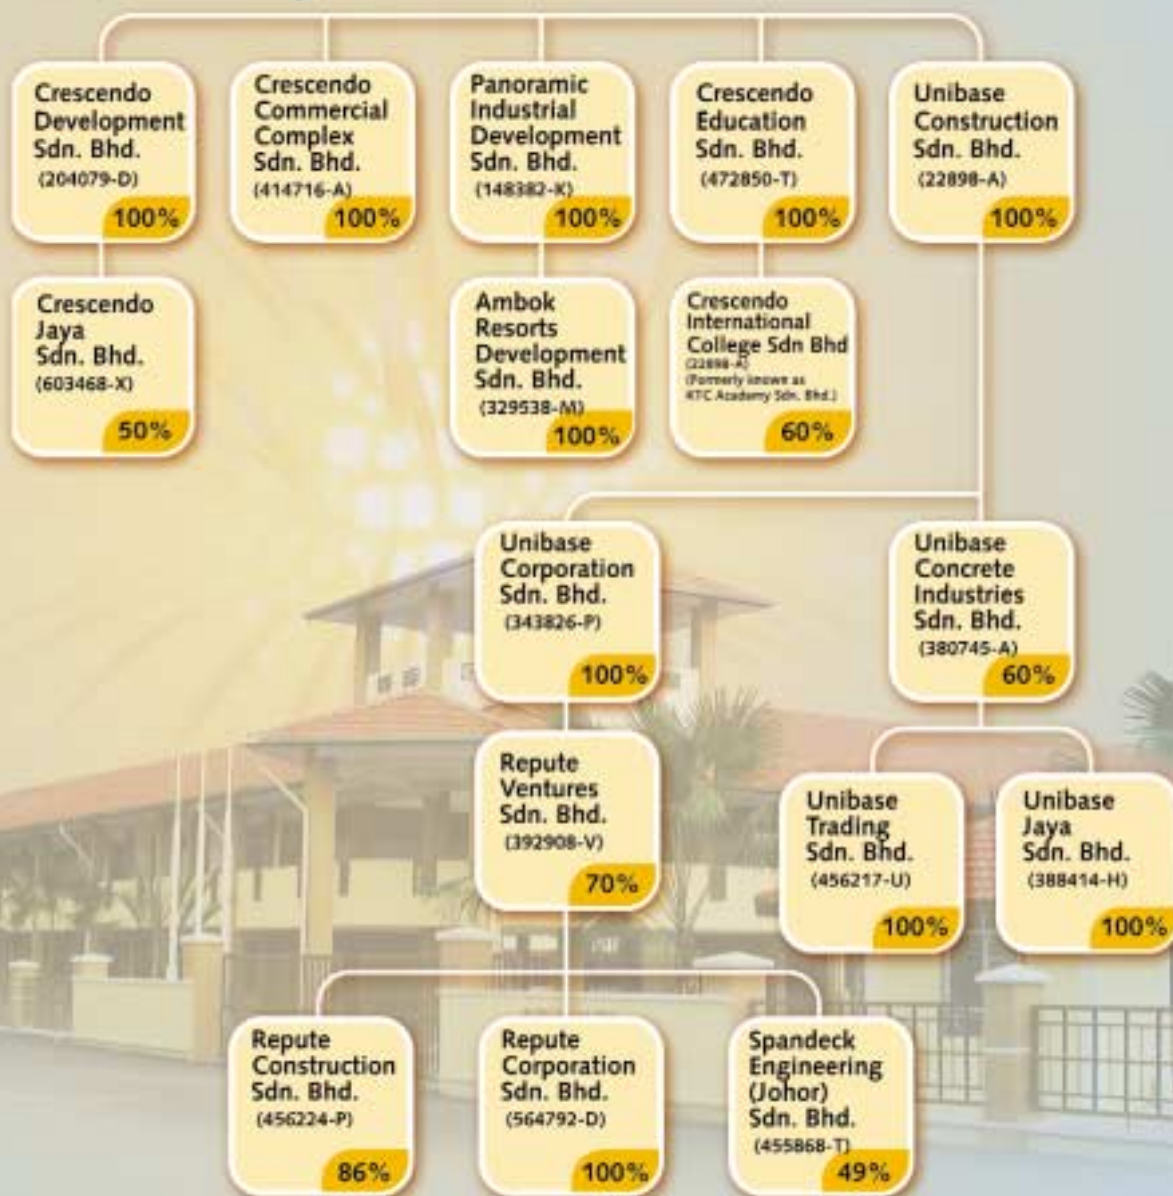 Crescendo
Development
Sdn. Bhd.
(204079-D)
100%
Crescendo
Commercial
Complex
Sdn. Bhd.
(414716-A)
100%
Panoramic
Industrial
Development
Sdn. Bhd.
(148382-K)
100%
Crescendo
Education
Sdn. Bhd.
(472850-T)
100%
Unibase
Construction
Sdn. Bhd.
(22898-A)
100%
Crescendo
Jaya
Sdn. Bhd.
(603468-X)
50%
Ambok
Resorts
Development
Sdn. Bhd.
(329538-M)
100%
Crescendo
International
College Sdn Bhd
(22898-A)
(Formerly known as
KTC Academy Sdn. Bhd.)
60%
Unibase
Corporation
Sdn. Bhd.
(343826-P)
100%
Unibase
Concrete
Industries
Sdn. Bhd.
(380745-A)
60%
Repute
Ventures
Sdn. Bhd.
(392908-V)
70%
Unibase
Trading
Sdn. Bhd.
(456217-U)
100%
Unibase
Jaya
Sdn. Bhd.
(388414-H)
100%
Repute
Construction
Sdn. Bhd.
(456224-P)
86%
Repute
Corporation
Sdn. Bhd.
(564792-D)
100%
Spandeck
Engineering
(Johor)
Sdn. Bhd.
(455868-T)
49%